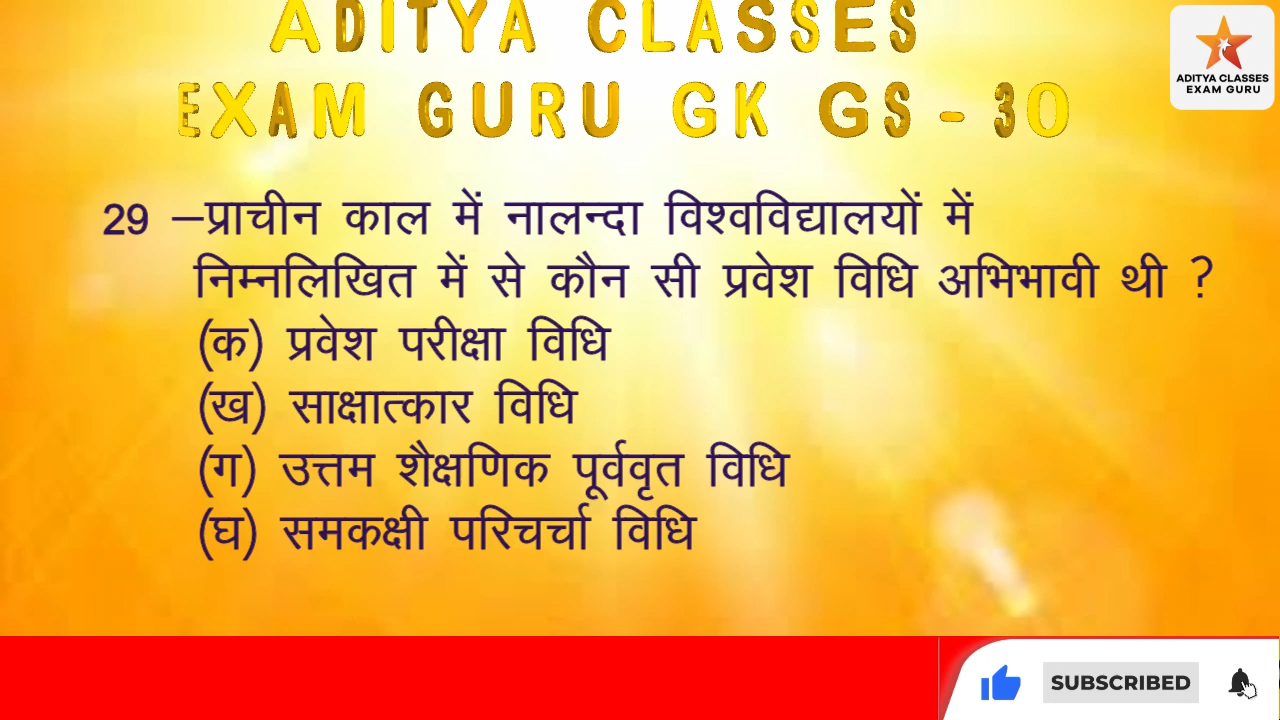 ADITYA CLASSES
EXAM GURU GK GS - 30
ADITYA CLASSES
EXAM GURU
29 –प्राचीन काल में नालन्दा विश्वविद्यालयों में
निम्नलिखित में से कौन सी प्रवेश विधि अभिभावी थी ?
(क) प्रवेश परीक्षा विधि
(ख) साक्षात्कार विधि
(ग) उत्तम शैक्षणिक पूर्ववृत विधि
(घ) समकक्षी परिचर्चा विधि
SUBSCRIBED